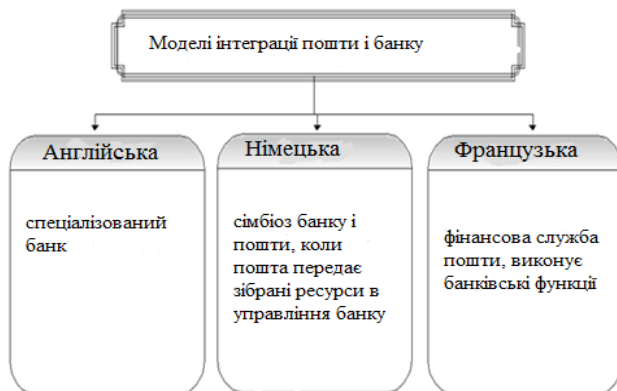 Моделі інтеграції пошти і банку
Англійська
спеціалізований
банк
Німецька
сімбіоз банку і
пошти, коли
пошта передає
зібрані ресурси в
управління банку
Французька
фінансова служба
пошти, виконує
банківські функції